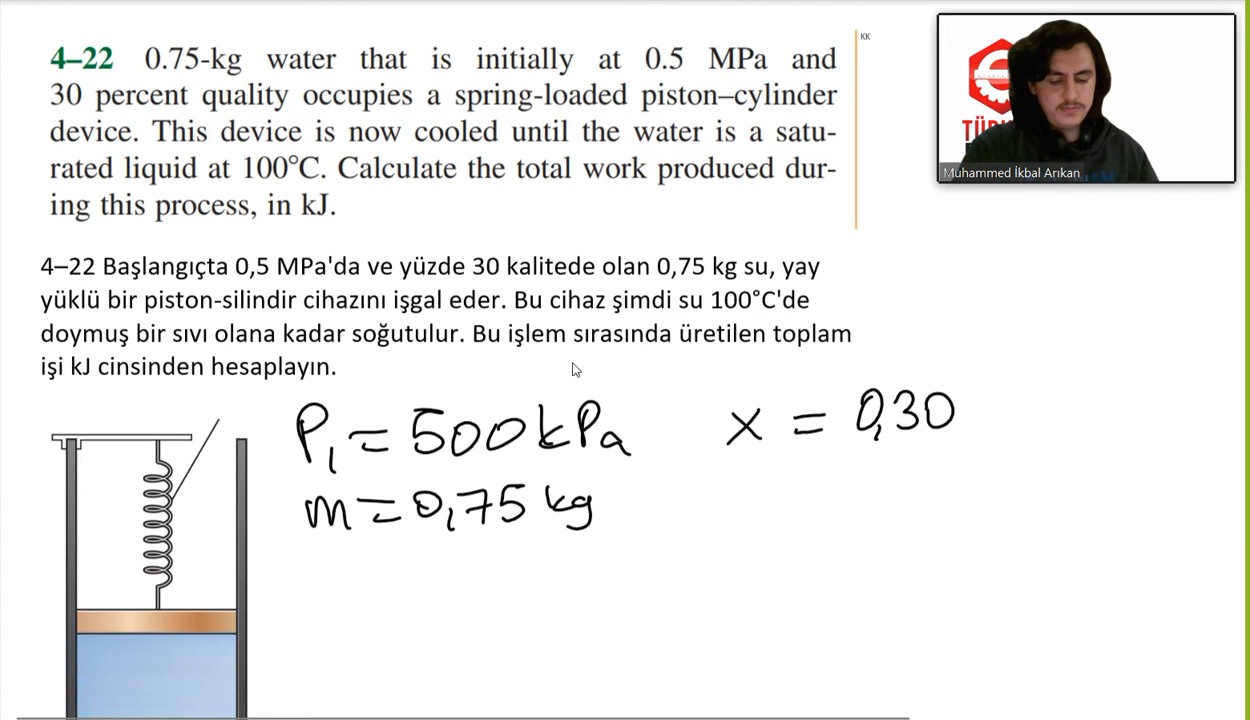 4–22 0.75-kg water that is initially at 0.5 MPa and
30 percent quality occupies a spring-loaded piston–cylinder
device. This device is now cooled until the water is a satu-
rated liquid at 100°C. Calculate the total work produced dur-
ing this process, in kJ.
KK
TÜR
Muhammed İkbal Arıkan
4–22 Başlangıçta 0,5 MPa'da ve yüzde 30 kalitede olan 0,75 kg su, yay
yüklü bir piston-silindir cihazını işgal eder. Bu cihaz şimdi su 100°C'de
doymuş bir sıvı olana kadar soğutulur. Bu işlem sırasında üretilen toplam
işi kJ cinsinden hesaplayın.
P₁ = 500 kPa x = 0,30
m = 0,75 kg